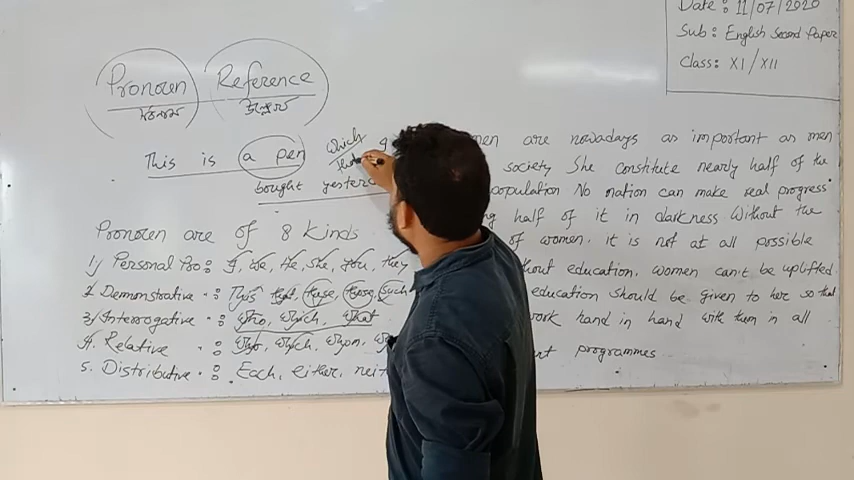 Date: 11/07/2020
Sub: English Second Paper
Class: XI/XII
Pronoun Reference
This is a pen which
bought
Pronoun are of 8 kinds
1) Personal Pro: I, We, He, She, You, they
2. Demonstrative : This that, these, those, such
3) Interrogative : Who, Which, What
4. Relative : Who, Which, Whom,
5. Distributive : Each, either,
men are nowadays as important as men
society She constitute nearly half of the
population No nation can make real progress
half of it in darkness Without the
of women. it is not at all possible
education, women can't be uplifted
education should be given to her so that
work hand in hand with them in all
programmes